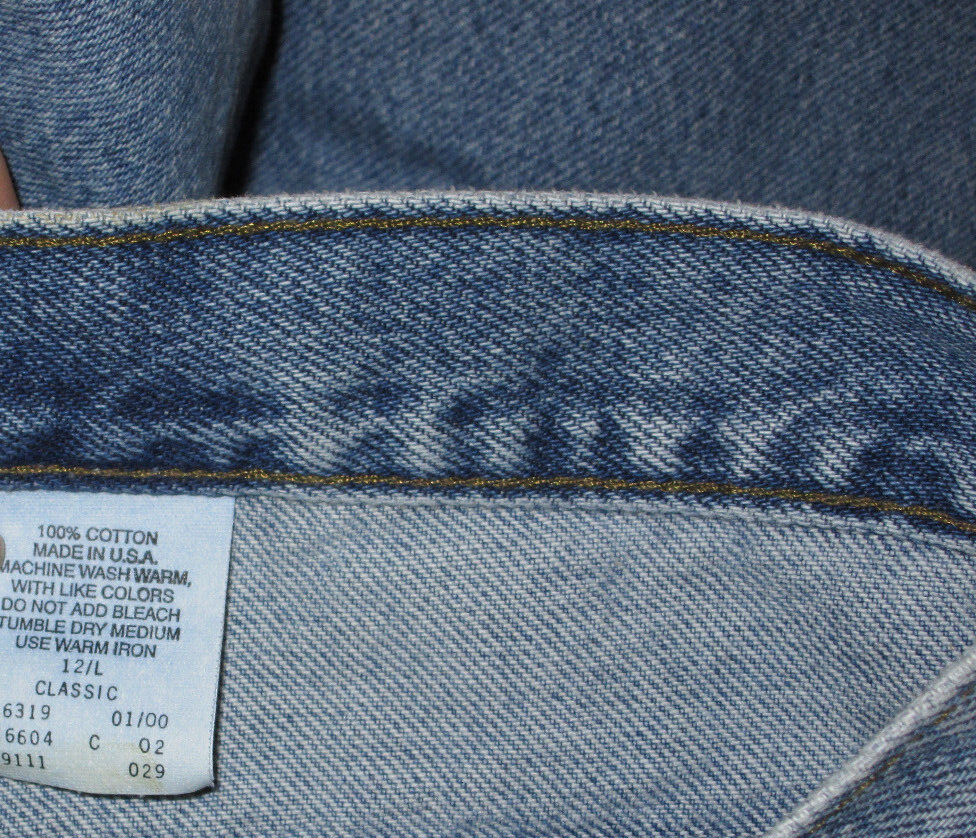 100% COTTON
MADE IN U.S.A.
MACHINE WASH WARM,
WITH LIKE COLORS
DO NOT ADD BLEACH
TUMBLE DRY MEDIUM
USE WARM IRON
12/L
CLASSIC
6319 01/00
6604 C 02
9111 029